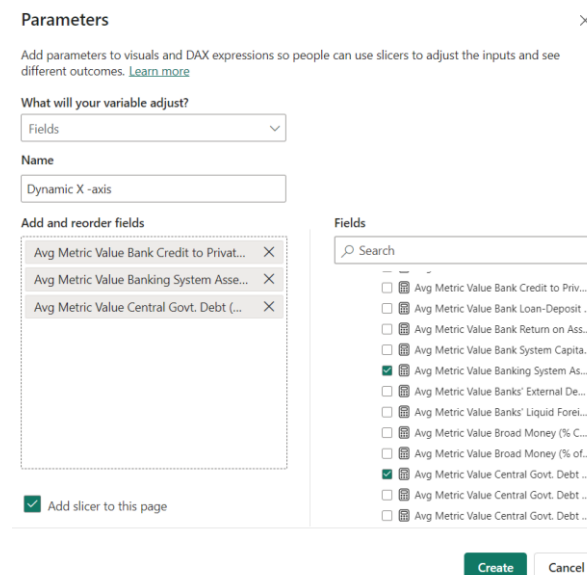 Parameters
Add parameters to visuals and DAX expressions so people can use slicers to adjust the inputs and see
different outcomes. Learn more
What will your variable adjust?
Fields
Name
Dynamic X -axis
Add and reorder fields
Avg Metric Value Bank Credit to Privat...
Avg Metric Value Banking System Asse...
Avg Metric Value Central Govt. Debt (...
Add slicer to this page
Fields
Search
Avg Metric Value Bank Credit to Priv...
Avg Metric Value Bank Loan-Deposit ...
Avg Metric Value Bank Return on Ass...
Avg Metric Value Bank System Capita...
Avg Metric Value Banking System As...
Avg Metric Value Banks' External De...
Avg Metric Value Banks' Liquid Forei...
Avg Metric Value Broad Money (% C...
Avg Metric Value Broad Money (% of...
Avg Metric Value Central Govt. Debt ...
Avg Metric Value Central Govt. Debt ...
Avg Metric Value Central Govt. Debt ...
Create
Cancel